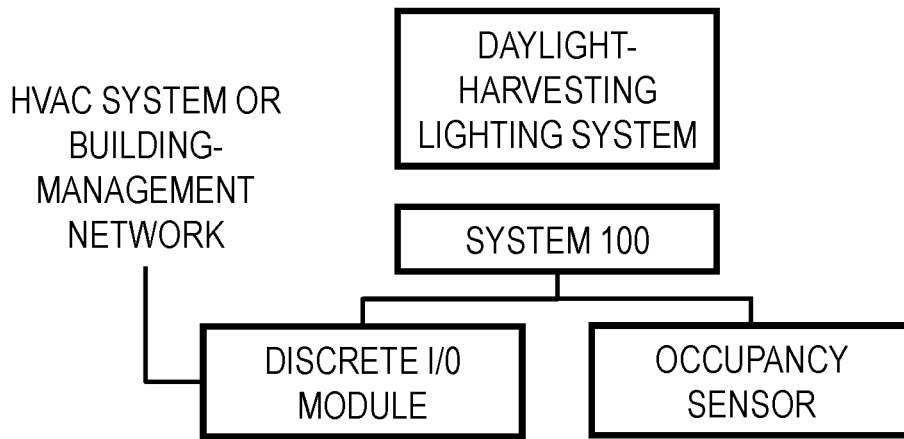 DAYLIGHT-
HARVESTING
LIGHTING SYSTEM
HVAC SYSTEM OR
BUILDING-
MANAGEMENT
NETWORK
SYSTEM 100
DISCRETE I/0
MODULE
OCCUPANCY
SENSOR